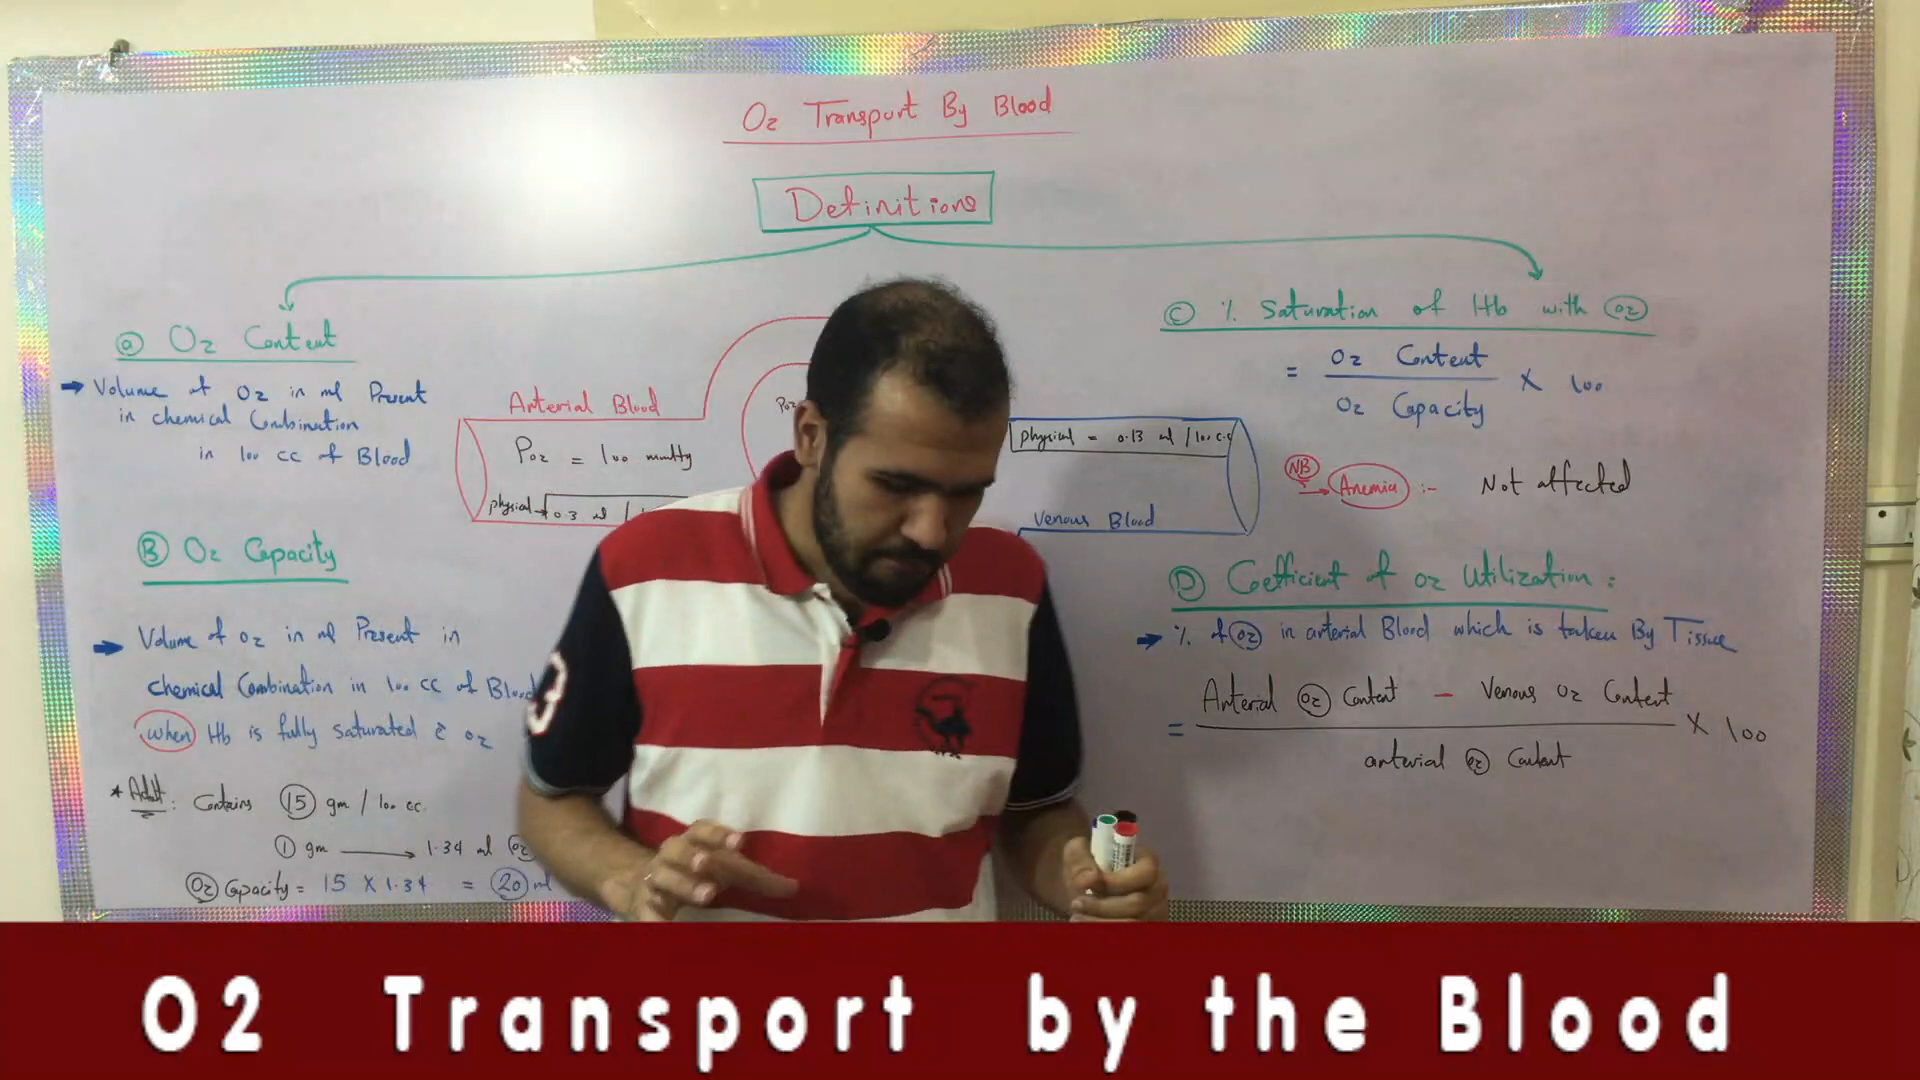 O2 Transport By Blood
Definitions
a O2 Content
➡ Volume of O2 in ml Present
in chemical Combination
in 100 cc of Blood
B O2 Capacity
➡ Volume of O2 in ml Present in
chemical Combination in 100 cc of Blood
when Hb is fully saturated c̄ O2
* Adult: Contains 15 gm / 100 cc.
1 gm → 1.34 ml O2
O2 Capacity = 15 X 1.34 = 20 ml
Arterial Blood
PO2 = 100 mmHg
physical → 0.3 ml /
PO2
physical = 0.13 ml / 100 c.c
Venous Blood
C % Saturation of Hb with O2
= O2 Content
O2 Capacity X 100
NB → Anemia :- Not affected
D Coefficient of O2 Utilization :
➡ % of O2 in arterial Blood which is taken By Tissue
= Arterial O2 Content - Venous O2 Content
arterial O2 Content X 100
3
O2 Transport by the Blood